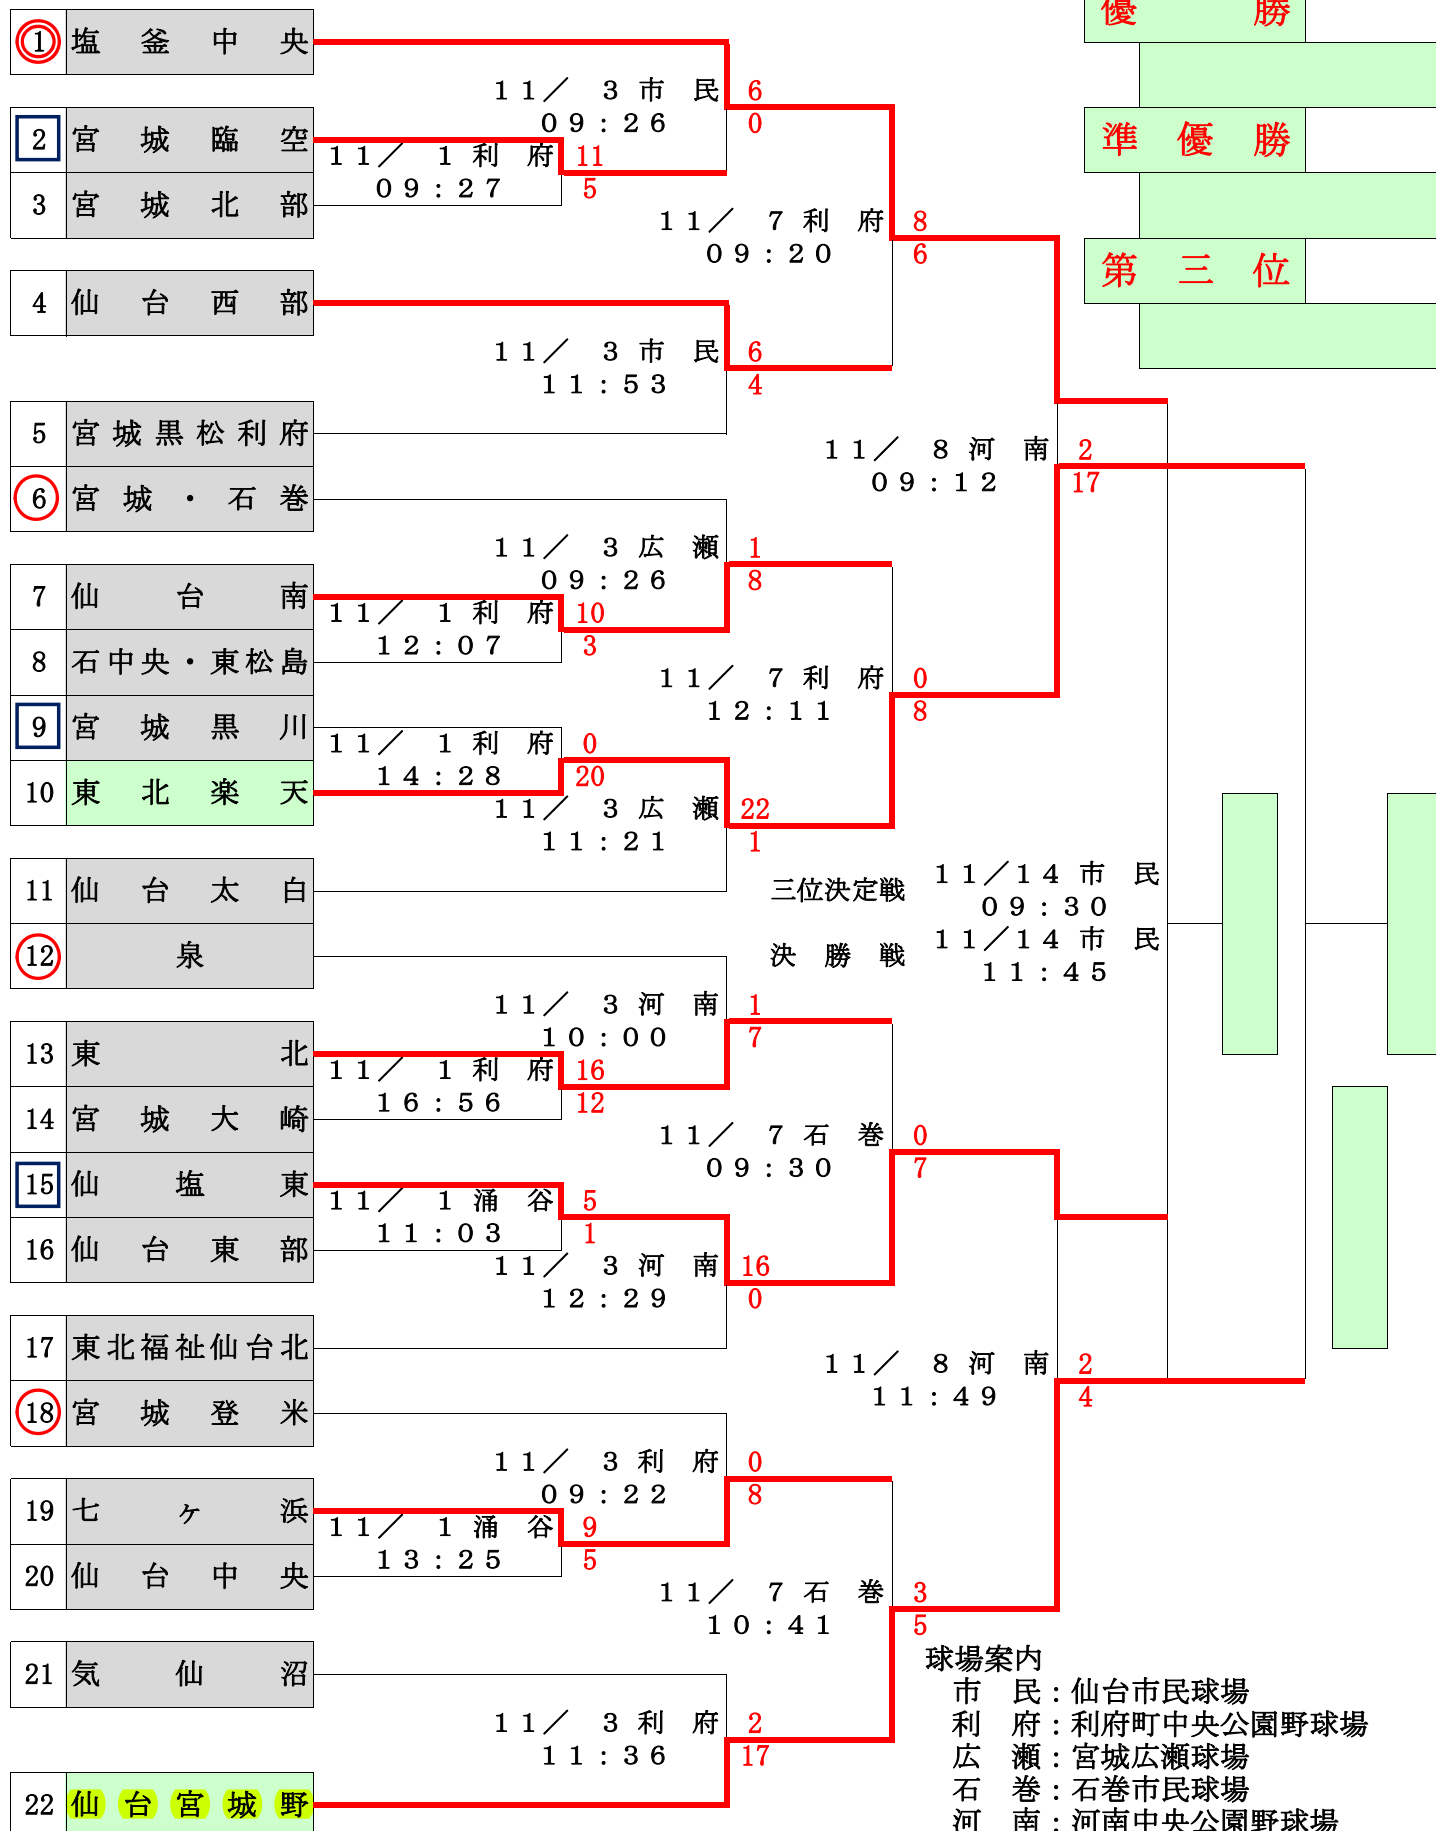 優勝
1 塩釜中央
11／ 3 市民 6
09:26 0
準優勝
2 宮城臨空
11／ 1 利府 11
09:27 5
3 宮城北部
11／ 7 利府 8
09:20 6
第三位
4 仙台西部
11／ 3 市民 6
11:53 4
5 宮城黒松利府
11／ 8 河南 2
09:12 17
6 宮城・石巻
11／ 3 広瀬 1
09:26 8
7 仙台南
11／ 1 利府 10
12:07 3
8 石中央・東松島
11／ 7 利府 0
12:11 8
9 宮城黒川
11／ 1 利府 0
14:28 20
10 東北楽天
11／ 3 広瀬 22
11:21 1
11 仙台太白
三位決定戦 11／14 市民
09:30
決勝戦 11／14 市民
11:45
12 泉
11／ 3 河南 1
10:00 7
13 東北
11／ 1 利府 16
16:56 12
14 宮城大崎
11／ 7 石巻 0
09:30 7
15 仙塩東
11／ 1 涌谷 5
11:03 1
16 仙台東部
11／ 3 河南 16
12:29 0
17 東北福祉仙台北
11／ 8 河南 2
11:49 4
18 宮城登米
11／ 3 利府 0
09:22 8
19 七ヶ浜
11／ 1 涌谷 9
13:25 5
20 仙台中央
11／ 7 石巻 3
10:41 5
21 気仙沼
11／ 3 利府 2
11:36 17
22 仙台宮城野
球場案内
市民：仙台市民球場
利府：利府町中央公園野球場
広瀬：宮城広瀬球場
石巻：石巻市民球場
河南：河南中央公園野球場